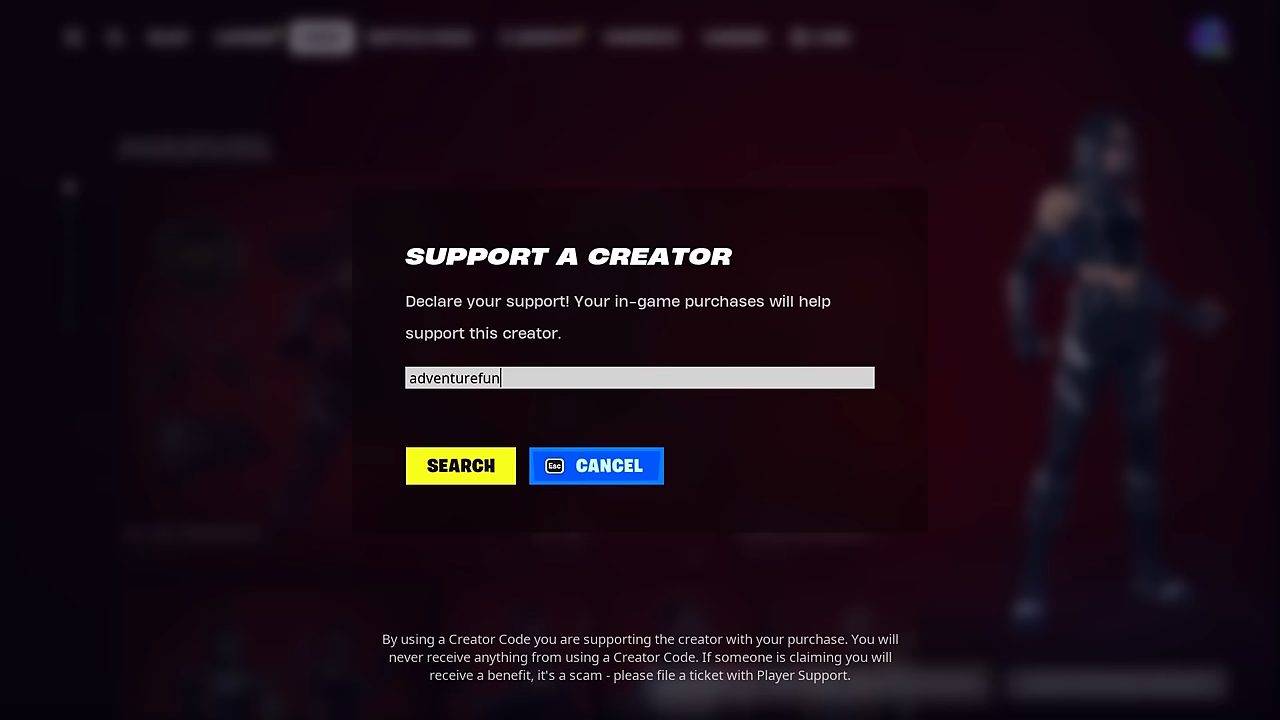 SUPPORT A CREATOR
Declare your support! Your in-game purchases will help
support this creator.
adventurefun
SEARCH
Esc CANCEL
By using a Creator Code you are supporting the creator with your purchase. You will
never receive anything from using a Creator Code. If someone is claiming you will
receive a benefit, it's a scam - please file a ticket with Player Support.